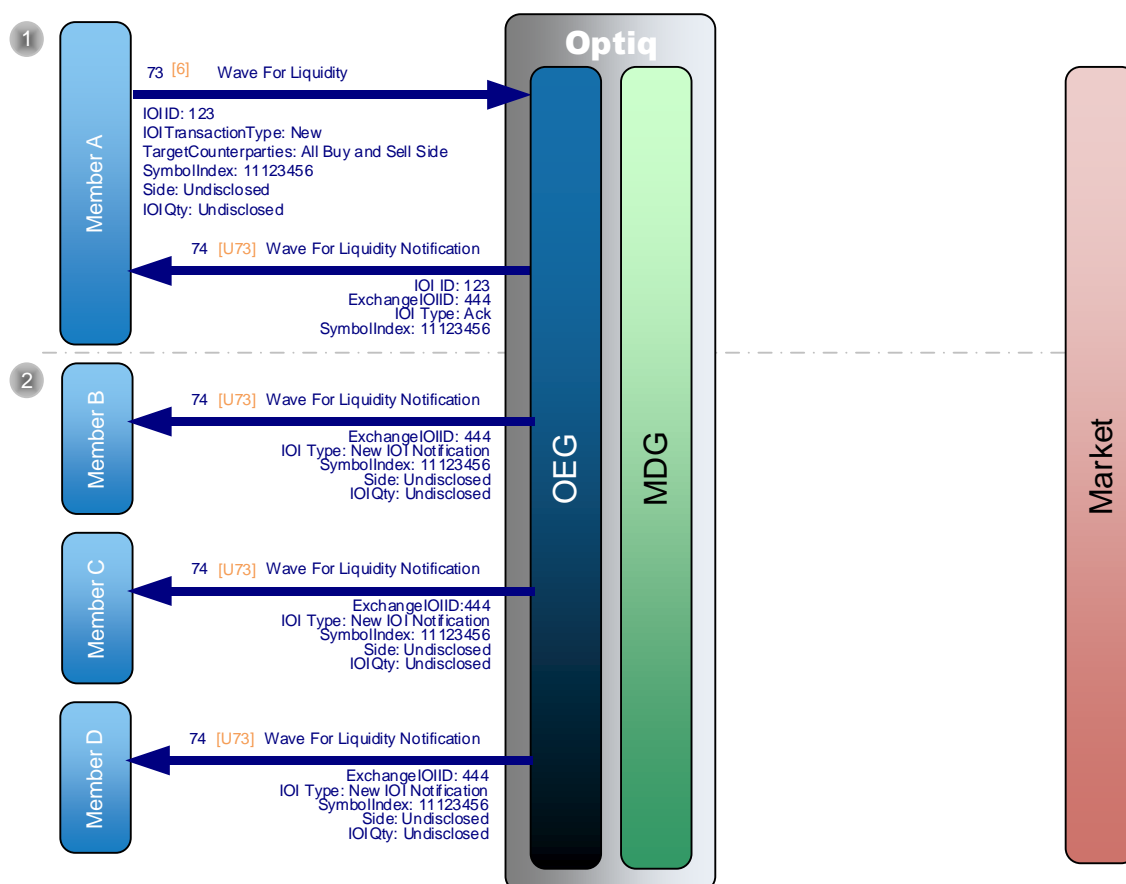 1
Optiq
73 [6] Wave For Liquidity
IOIID: 123
IOITransactionType: New
TargetCounterparties: All Buy and Sell Side
SymbolIndex: 11123456
Side: Undisclosed
IOIQty: Undisclosed
Member A
74 [U73] Wave For Liquidity Notification
IOI ID: 123
ExchangeIOIID: 444
IOI Type: Ack
SymbolIndex: 11123456
2
Member B
74 [U73] Wave For Liquidity Notification
ExchangeIOIID: 444
IOI Type: New IOI Notification
SymbolIndex: 11123456
Side: Undisclosed
IOIQty: Undisclosed
OEG
MDG
Market
Member C
74 [U73] Wave For Liquidity Notification
ExchangeIOIID:444
IOI Type: New IOI Notification
SymbolIndex: 11123456
Side: Undisclosed
IOIQty: Undisclosed
Member D
74 [U73] Wave For Liquidity Notification
ExchangeIOIID: 444
IOI Type: New IOI Notification
SymbolIndex: 11123456
Side: Undisclosed
IOIQty: Undisclosed